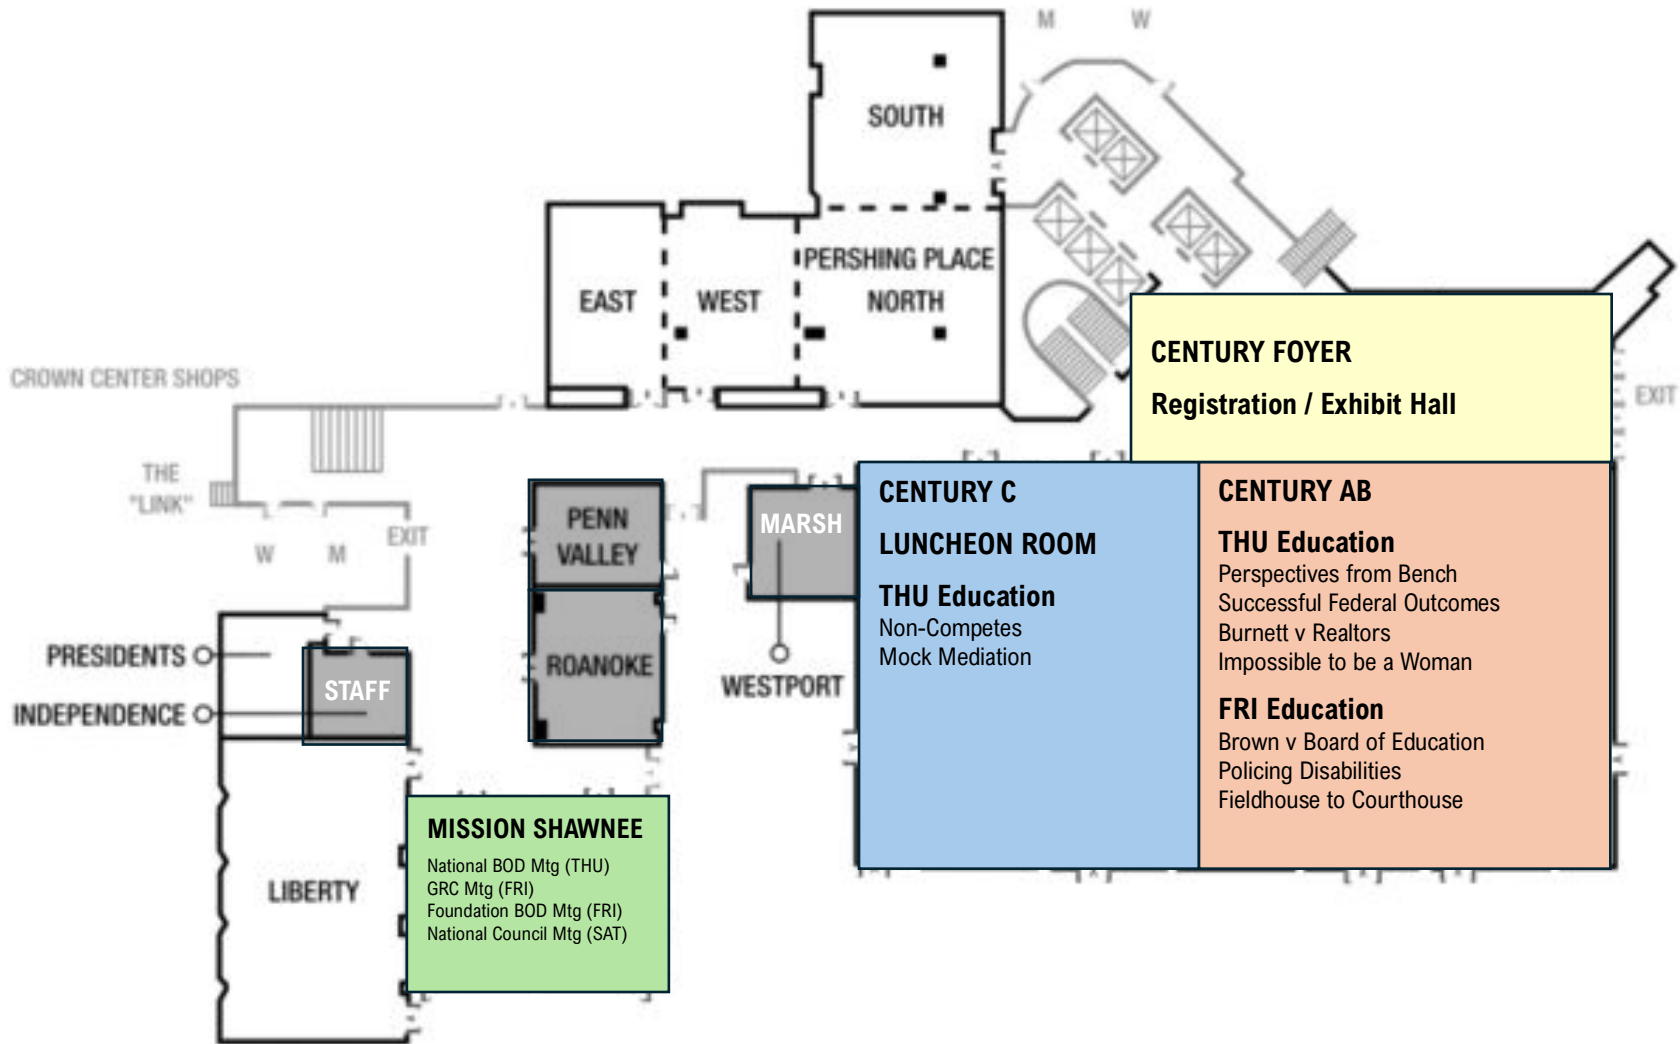 M W
SOUTH
PERSHING PLACE
EAST WEST NORTH
CROWN CENTER SHOPS
THE
"LINK"
W M EXIT
CENTURY FOYER
Registration / Exhibit Hall
EXIT
PENN
VALLEY
ROANOKE
MARSH
WESTPORT
PRESIDENTS
STAFF
INDEPENDENCE
LIBERTY
CENTURY C
LUNCHEON ROOM
THU Education
Non-Competes
Mock Mediation
CENTURY AB
THU Education
Perspectives from Bench
Successful Federal Outcomes
Burnett v Realtors
Impossible to be a Woman
FRI Education
Brown v Board of Education
Policing Disabilities
Fieldhouse to Courthouse
MISSION SHAWNEE
National BOD Mtg (THU)
GRC Mtg (FRI)
Foundation BOD Mtg (FRI)
National Council Mtg (SAT)